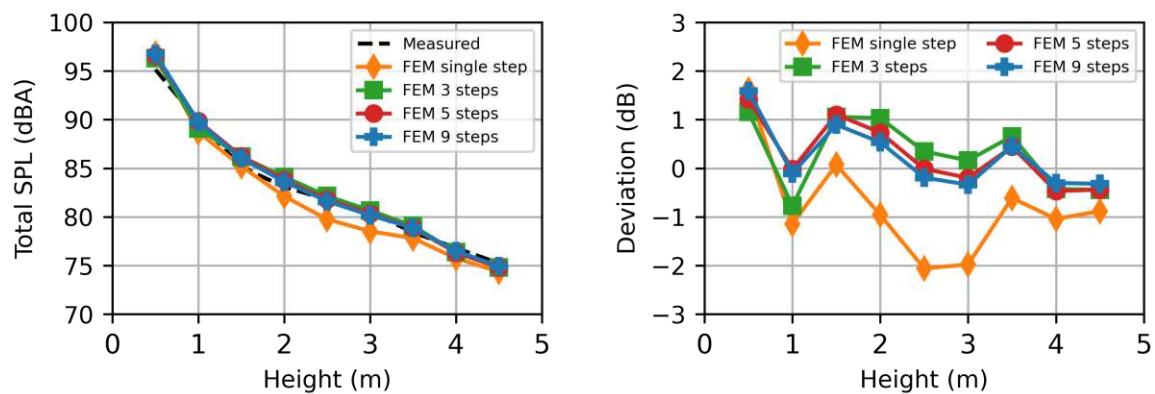 100
95
90
85
80
75
70
Total SPL (dBA)
Measured
FEM single step
FEM 3 steps
FEM 5 steps
FEM 9 steps
0 1 2 3 4 5
Height (m)
3
2
1
0
−1
−2
−3
Deviation (dB)
FEM single step FEM 5 steps
FEM 3 steps FEM 9 steps
0 1 2 3 4 5
Height (m)